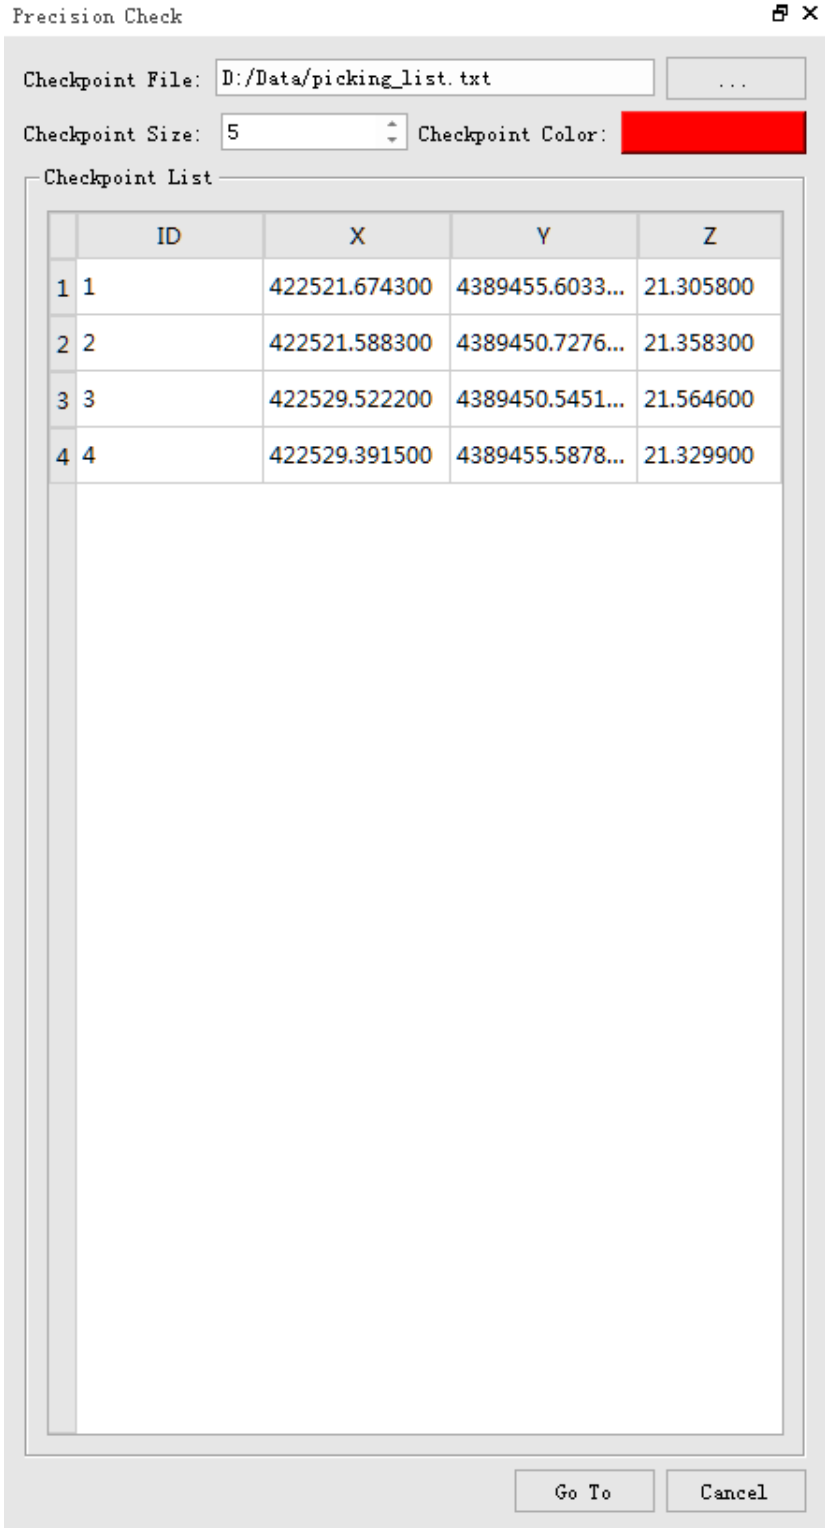 Precision Check
Checkpoint File: D:/Data/picking_list.txt ...
Checkpoint Size: 5 Checkpoint Color:
Checkpoint List
ID X Y Z
1 1 422521.674300 4389455.6033... 21.305800
2 2 422521.588300 4389450.7276... 21.358300
3 3 422529.522200 4389450.5451... 21.564600
4 4 422529.391500 4389455.5878... 21.329900
Go To Cancel